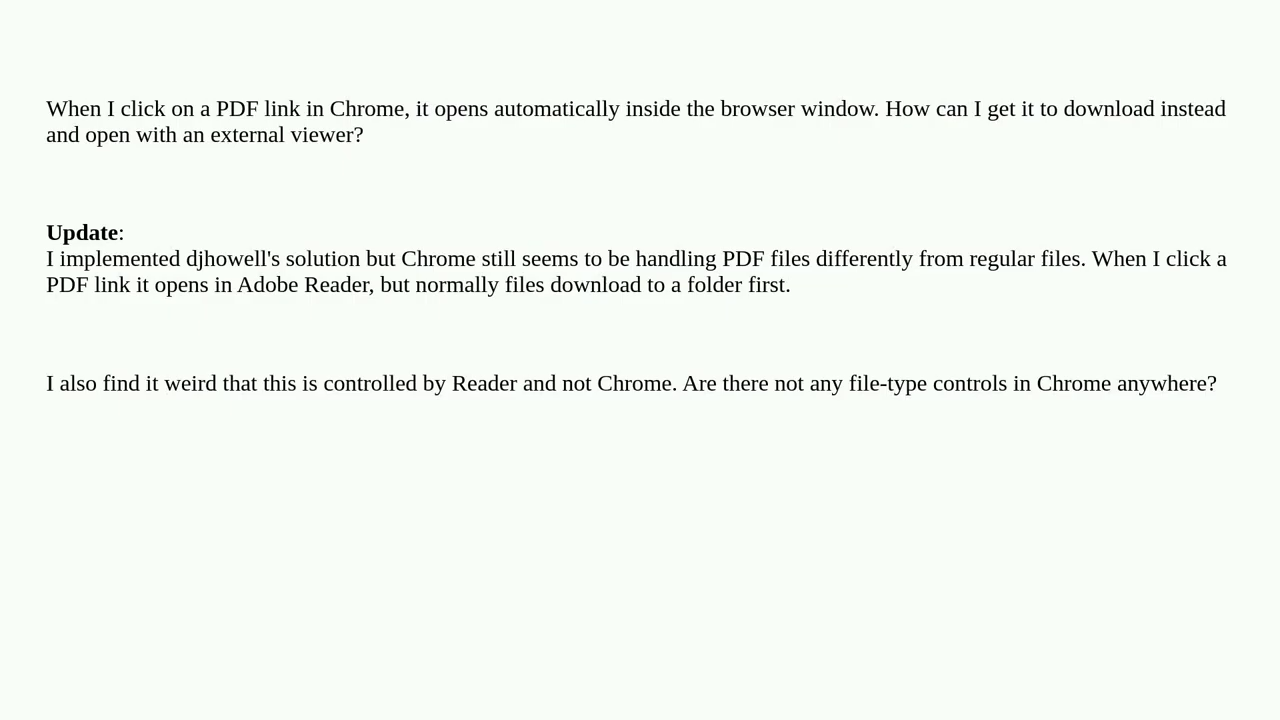 When I click on a PDF link in Chrome, it opens automatically inside the browser window. How can I get it to download instead
and open with an external viewer?
Update:
I implemented djhowell's solution but Chrome still seems to be handling PDF files differently from regular files. When I click a
PDF link it opens in Adobe Reader, but normally files download to a folder first.
I also find it weird that this is controlled by Reader and not Chrome. Are there not any file-type controls in Chrome anywhere?